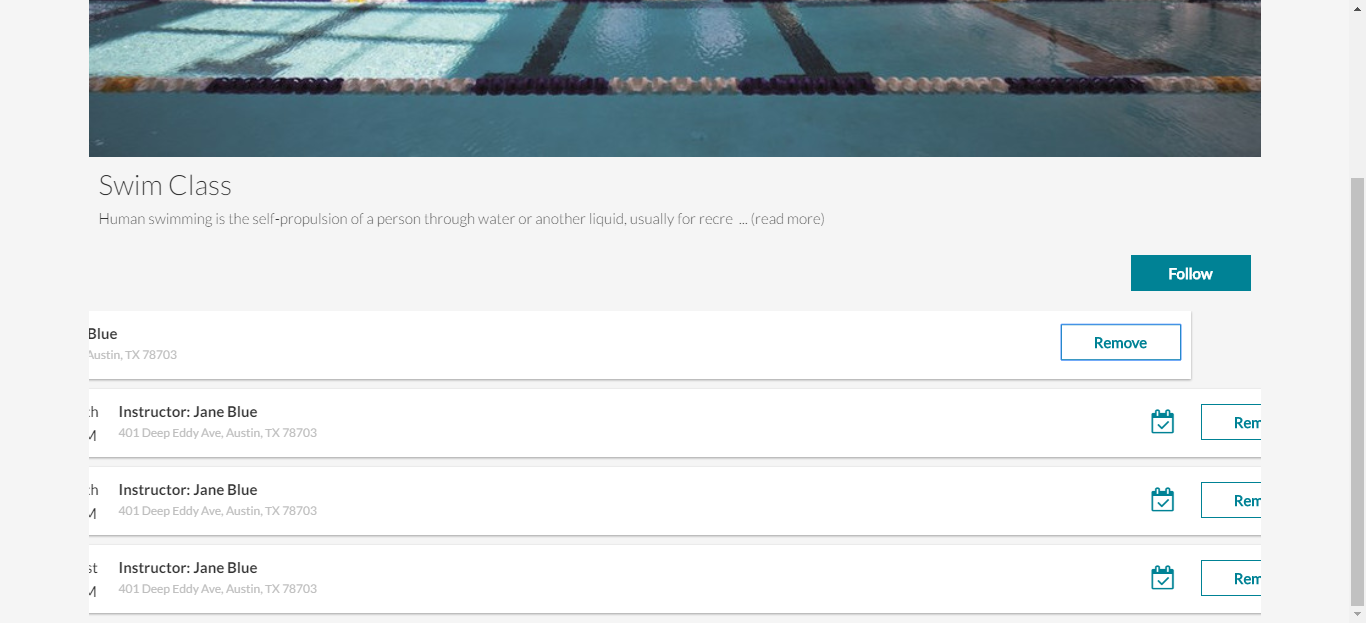 Swim Class
Human swimming is the self-propulsion of a person through water or another liquid, usually for recre ... (read more)
Follow
Blue
Austin, TX 78703
Remove
th Instructor: Jane Blue
M 401 Deep Eddy Ave, Austin, TX 78703
Rem
th Instructor: Jane Blue
M 401 Deep Eddy Ave, Austin, TX 78703
Rem
st Instructor: Jane Blue
M 401 Deep Eddy Ave, Austin, TX 78703
Rem